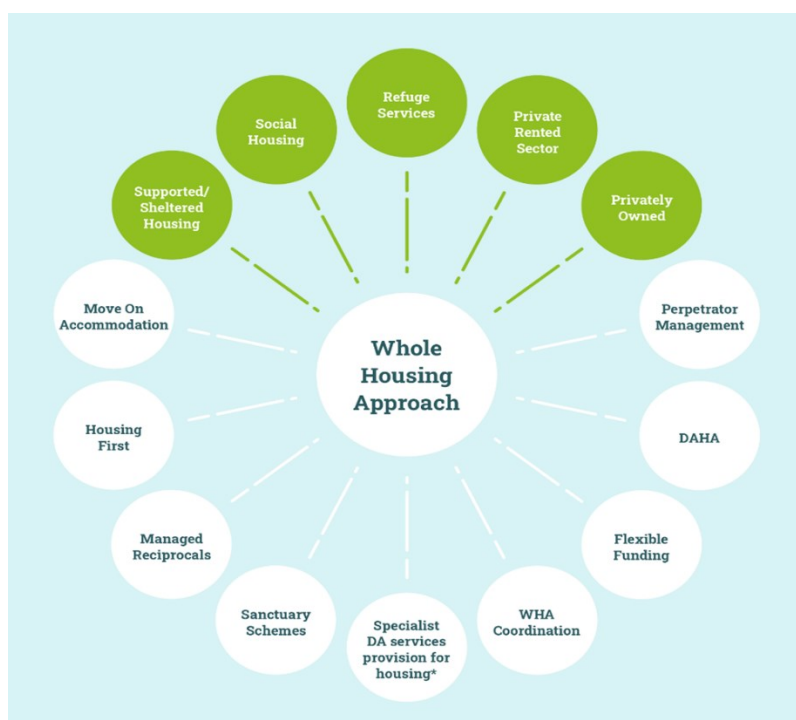 Refuge
Services
Social
Housing
Private
Rented
Sector
Supported/
Sheltered
Housing
Privately
Owned
Move On
Accommodation
Perpetrator
Management
Whole
Housing
Approach
Housing
First
DAHA
Managed
Reciprocals
Flexible
Funding
Sanctuary
Schemes
Specialist
DA services
provision for
housing*
WHA
Coordination